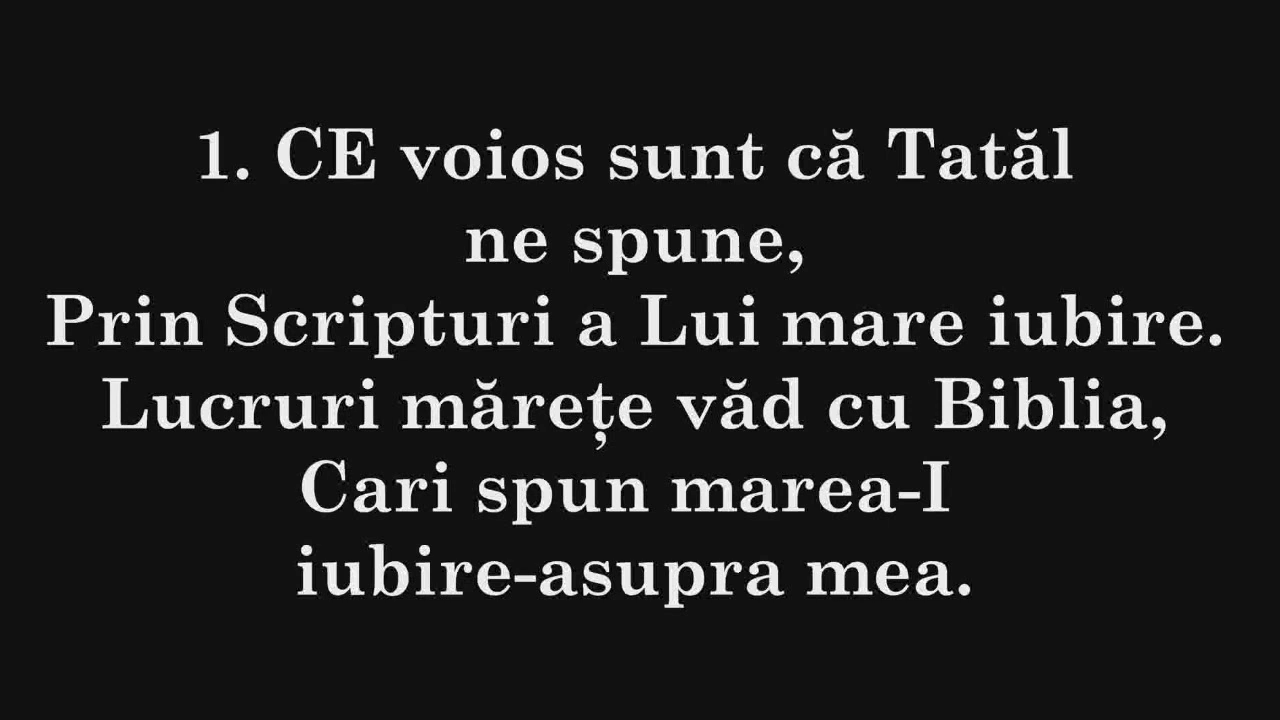 1. CE voios sunt că Tatăl
ne spune,
Prin Scripturi a Lui mare iubire.
Lucruri mărețe văd cu Biblia,
Cari spun marea-I
iubire-asupra mea.